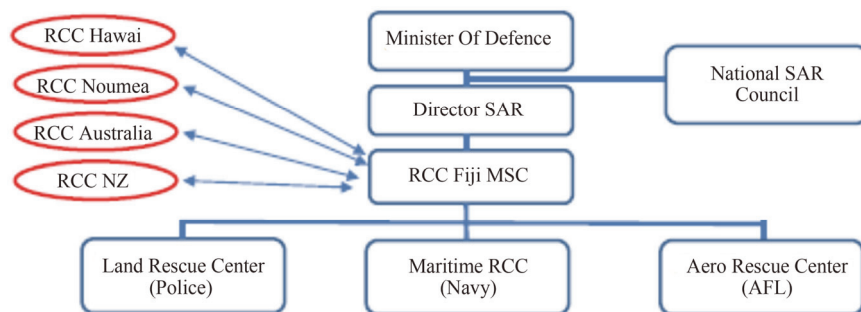 RCC Hawai
RCC Noumea
RCC Australia
RCC NZ
Minister Of Defence
National SAR
Council
Director SAR
RCC Fiji MSC
Land Rescue Center
(Police)
Maritime RCC
(Navy)
Aero Rescue Center
(AFL)